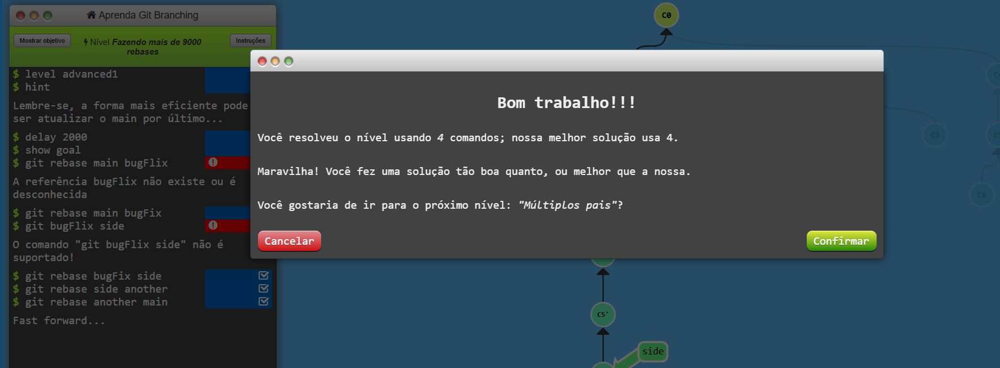 Aprenda Git Branching
Mostrar objetivo
Nível Fazendo mais de 9000
rebases
Instruções
$ level advanced1
$ hint
Lembre-se, a forma mais eficiente pode
ser atualizar o main por último...
$ delay 2000
$ show goal
$ git rebase main bugFlix
A referência bugFlix não existe ou é
desconhecida
$ git rebase main bugFix
$ git bugFlix side
O comando "git bugFlix side" não é
suportado!
$ git rebase bugFix side
$ git rebase side another
$ git rebase another main
Fast forward...
Bom trabalho!!!
Você resolveu o nível usando 4 comandos; nossa melhor solução usa 4.
Maravilha! Você fez uma solução tão boa quanto, ou melhor que a nossa.
Você gostaria de ir para o próximo nível: "Múltiplos pais"?
Cancelar
Confirmar
C0
C3
C6
C5'
side